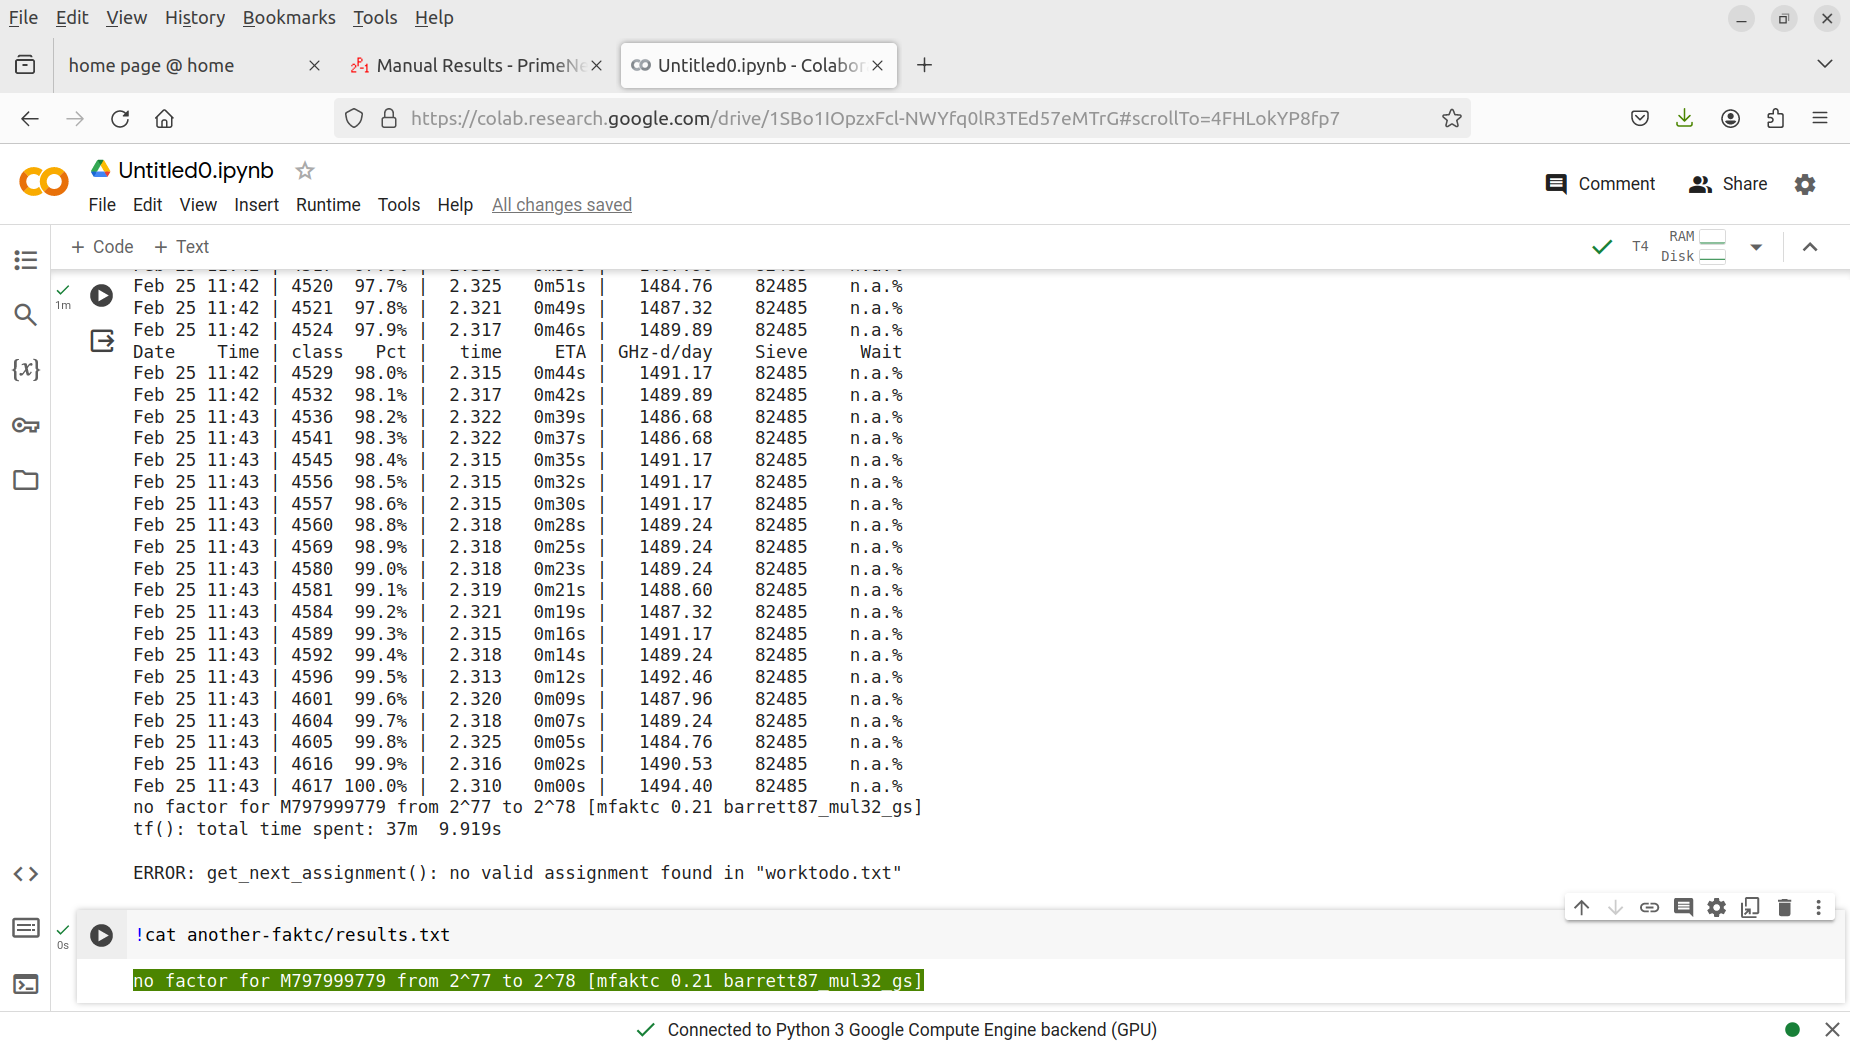 File Edit View History Bookmarks Tools Help
home page @ home
Manual Results - PrimeNe
Untitled0.ipynb - Colabor
https://colab.research.google.com/drive/1SBo1IOpzxFcl-NWYfq0lR3TEd57eMTrG#scrollTo=4FHLokYP8fp7
Untitled0.ipynb
Comment Share
File Edit View Insert Runtime Tools Help All changes saved
+ Code + Text
T4 RAM Disk
1m
Feb 25 11:42 | 4520 97.7% | 2.325 0m51s | 1484.76 82485 n.a.%
Feb 25 11:42 | 4521 97.8% | 2.321 0m49s | 1487.32 82485 n.a.%
Feb 25 11:42 | 4524 97.9% | 2.317 0m46s | 1489.89 82485 n.a.%
Date Time | class Pct | time ETA | GHz-d/day Sieve Wait
Feb 25 11:42 | 4529 98.0% | 2.315 0m44s | 1491.17 82485 n.a.%
Feb 25 11:42 | 4532 98.1% | 2.317 0m42s | 1489.89 82485 n.a.%
Feb 25 11:43 | 4536 98.2% | 2.322 0m39s | 1486.68 82485 n.a.%
Feb 25 11:43 | 4541 98.3% | 2.322 0m37s | 1486.68 82485 n.a.%
Feb 25 11:43 | 4545 98.4% | 2.315 0m35s | 1491.17 82485 n.a.%
Feb 25 11:43 | 4556 98.5% | 2.315 0m32s | 1491.17 82485 n.a.%
Feb 25 11:43 | 4557 98.6% | 2.315 0m30s | 1491.17 82485 n.a.%
Feb 25 11:43 | 4560 98.8% | 2.318 0m28s | 1489.24 82485 n.a.%
Feb 25 11:43 | 4569 98.9% | 2.318 0m25s | 1489.24 82485 n.a.%
Feb 25 11:43 | 4580 99.0% | 2.318 0m23s | 1489.24 82485 n.a.%
Feb 25 11:43 | 4581 99.1% | 2.319 0m21s | 1488.60 82485 n.a.%
Feb 25 11:43 | 4584 99.2% | 2.321 0m19s | 1487.32 82485 n.a.%
Feb 25 11:43 | 4589 99.3% | 2.315 0m16s | 1491.17 82485 n.a.%
Feb 25 11:43 | 4592 99.4% | 2.318 0m14s | 1489.24 82485 n.a.%
Feb 25 11:43 | 4596 99.5% | 2.313 0m12s | 1492.46 82485 n.a.%
Feb 25 11:43 | 4601 99.6% | 2.320 0m09s | 1487.96 82485 n.a.%
Feb 25 11:43 | 4604 99.7% | 2.318 0m07s | 1489.24 82485 n.a.%
Feb 25 11:43 | 4605 99.8% | 2.325 0m05s | 1484.76 82485 n.a.%
Feb 25 11:43 | 4616 99.9% | 2.316 0m02s | 1490.53 82485 n.a.%
Feb 25 11:43 | 4617 100.0% | 2.310 0m00s | 1494.40 82485 n.a.%
no factor for M797999779 from 2^77 to 2^78 [mfaktc 0.21 barrett87_mul32_gs]
tf(): total time spent: 37m 9.919s
ERROR: get_next_assignment(): no valid assignment found in "worktodo.txt"
0s
!cat another-faktc/results.txt
no factor for M797999779 from 2^77 to 2^78 [mfaktc 0.21 barrett87_mul32_gs]
Connected to Python 3 Google Compute Engine backend (GPU)